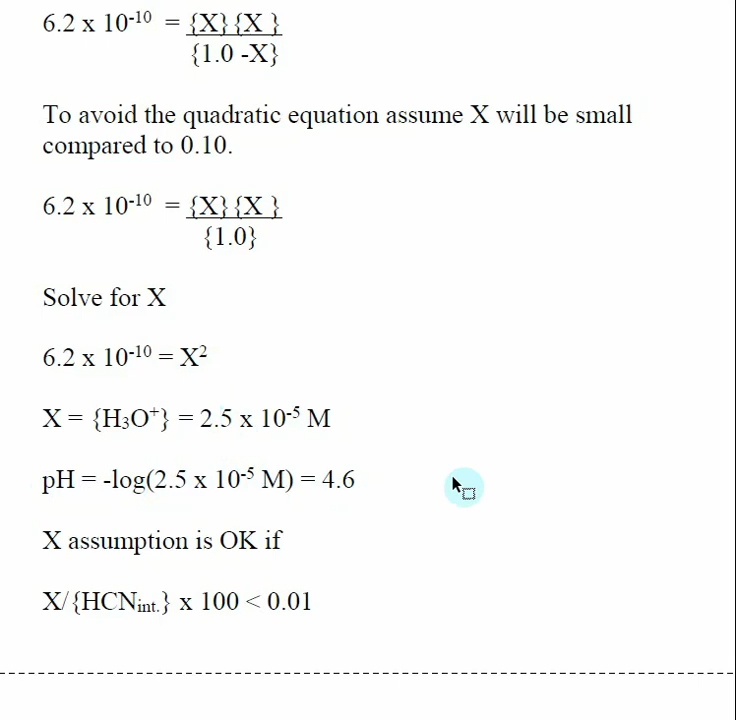 6.2 x 10⁻¹⁰ = {X}{X }
{1.0 -X}
To avoid the quadratic equation assume X will be small
compared to 0.10.
6.2 x 10⁻¹⁰ = {X}{X }
{1.0}
Solve for X
6.2 x 10⁻¹⁰ = X²
X = {H₃O⁺} = 2.5 x 10⁻⁵ M
pH = -log(2.5 x 10⁻⁵ M) = 4.6
X assumption is OK if
X/{HCNint.} x 100 < 0.01